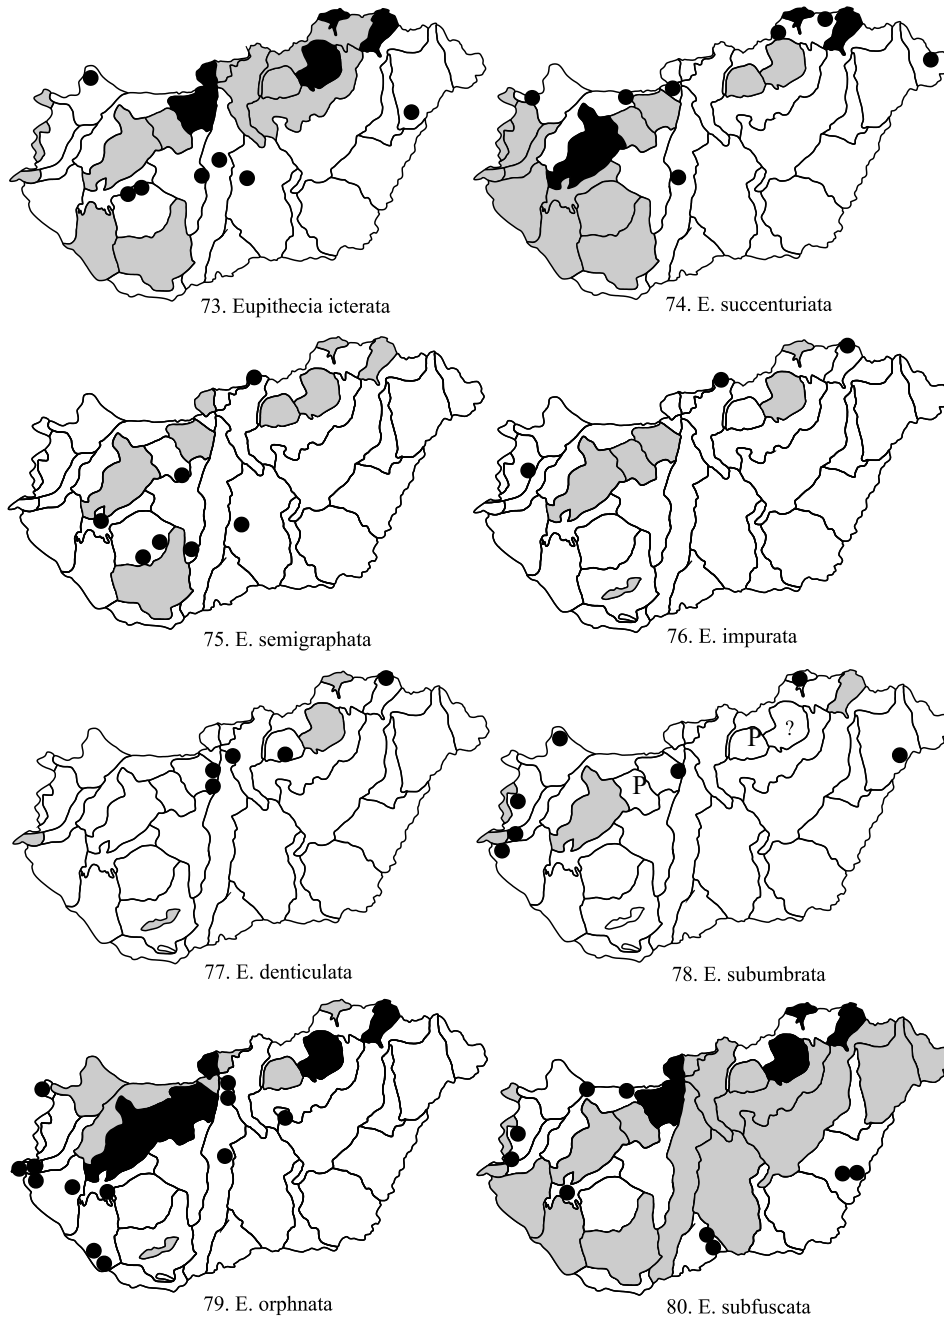 73. Eupithecia icterata
74. E. succenturiata
75. E. semigraphata
76. E. impurata
P
?
P
77. E. denticulata
78. E. subumbrata
79. E. orphnata
80. E. subfuscata